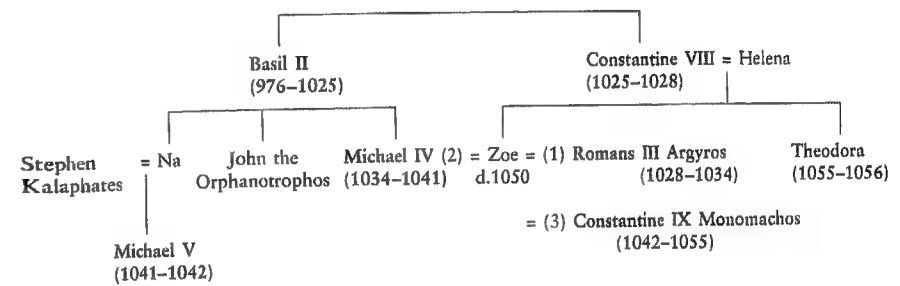 Basil II
(976–1025)
Constantine VIII = Helena
(1025–1028)
Stephen
Kalaphates
= Na
John the
Orphanotrophos
Michael IV (2) = Zoe = (1) Romans III Argyros
(1034–1041)
d.1050
(1028–1034)
Theodora
(1055–1056)
= (3) Constantine IX Monomachos
(1042–1055)
Michael V
(1041–1042)